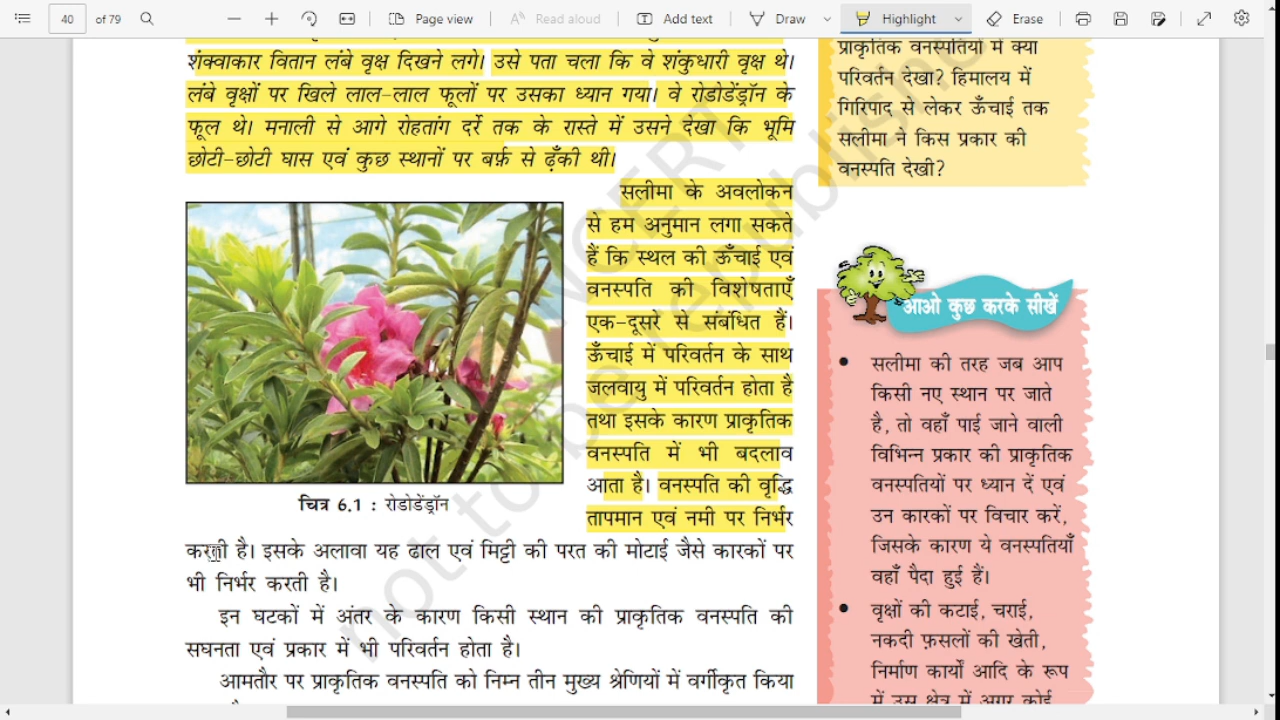 40
of 79
Page view
Read aloud
Add text
Draw
Highlight
Erase
शंक्वाकार वितान लंबे वृक्ष दिखने लगे। उसे पता चला कि वे शंकुधारी वृक्ष थे।
लंबे वृक्षों पर खिले लाल-लाल फूलों पर उसका ध्यान गया। वे रोडोडेंड्रॉन के
फूल थे। मनाली से आगे रोहतांग दर्रे तक के रास्ते में उसने देखा कि भूमि
छोटी-छोटी घास एवं कुछ स्थानों पर बर्फ़ से ढ़ँकी थी।
सलीमा के अवलोकन
से हम अनुमान लगा सकते
हैं कि स्थल की ऊँचाई एवं
वनस्पति की विशेषताएँ
एक-दूसरे से संबंधित हैं।
ऊँचाई में परिवर्तन के साथ
जलवायु में परिवर्तन होता है
तथा इसके कारण प्राकृतिक
वनस्पति में भी बदलाव
आता है। वनस्पति की वृद्धि
तापमान एवं नमी पर निर्भर
चित्र 6.1 : रोडोडेंड्रॉन
करती है। इसके अलावा यह ढाल एवं मिट्टी की परत की मोटाई जैसे कारकों पर
भी निर्भर करती है।
इन घटकों में अंतर के कारण किसी स्थान की प्राकृतिक वनस्पति की
सघनता एवं प्रकार में भी परिवर्तन होता है।
आमतौर पर प्राकृतिक वनस्पति को निम्न तीन मुख्य श्रेणियों में वर्गीकृत किया
प्राकृतिक वनस्पतियों में क्या
परिवर्तन देखा? हिमालय में
गिरिपाद से लेकर ऊँचाई तक
सलीमा ने किस प्रकार की
वनस्पति देखी?
आओ कुछ करके सीखें
• सलीमा की तरह जब आप
किसी नए स्थान पर जाते
है, तो वहाँ पाई जाने वाली
विभिन्न प्रकार की प्राकृतिक
वनस्पतियों पर ध्यान दें एवं
उन कारकों पर विचार करें,
जिसके कारण ये वनस्पतियाँ
वहाँ पैदा हुई हैं।
• वृक्षों की कटाई, चराई,
नकदी फ़सलों की खेती,
निर्माण कार्यों आदि के रूप
में उस क्षेत्र में अगर कोई
NCERT
not to be republished